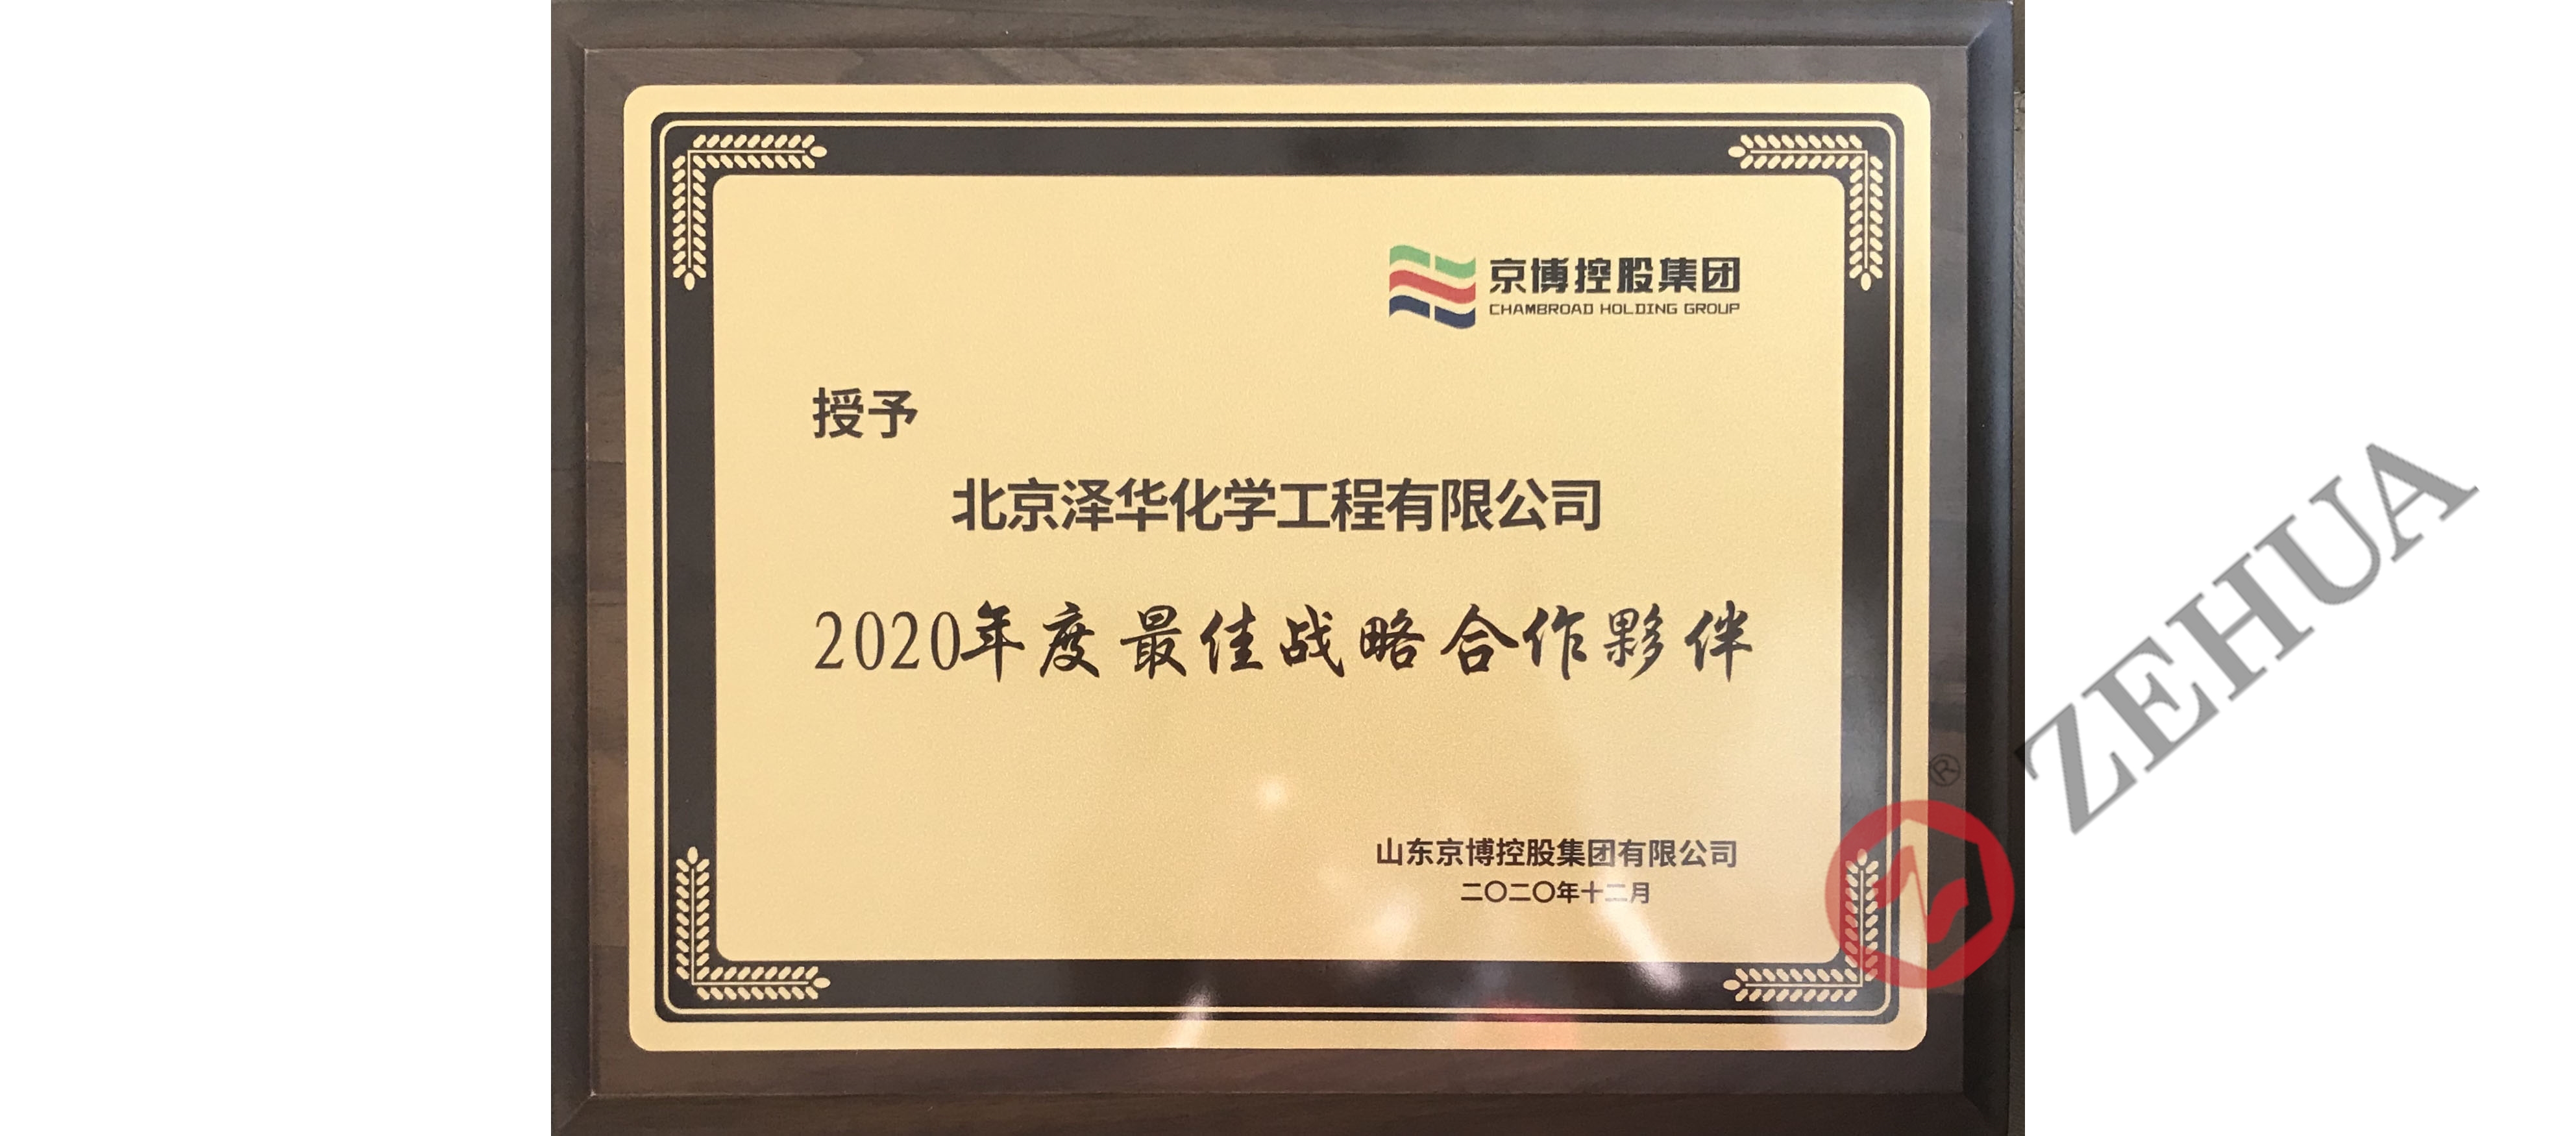 京博控股集团
CHAMBROAD HOLDING GROUP
授予
北京泽华化学工程有限公司
2020年度最佳战略合作夥伴
山东京博控股集团有限公司
二〇二〇年十二月
®
ZEHUA